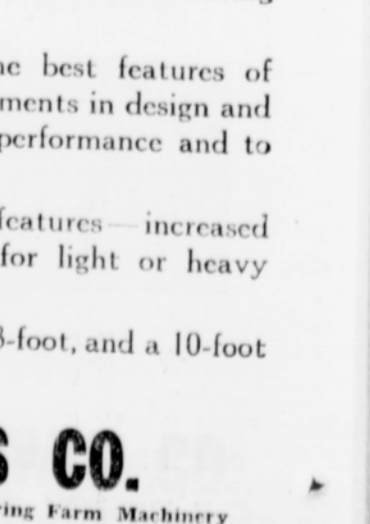 best features of
ments in design and
performance and to
features—increased
for light or heavy
-foot, and a 10-foot
CO.
Farm Machinery